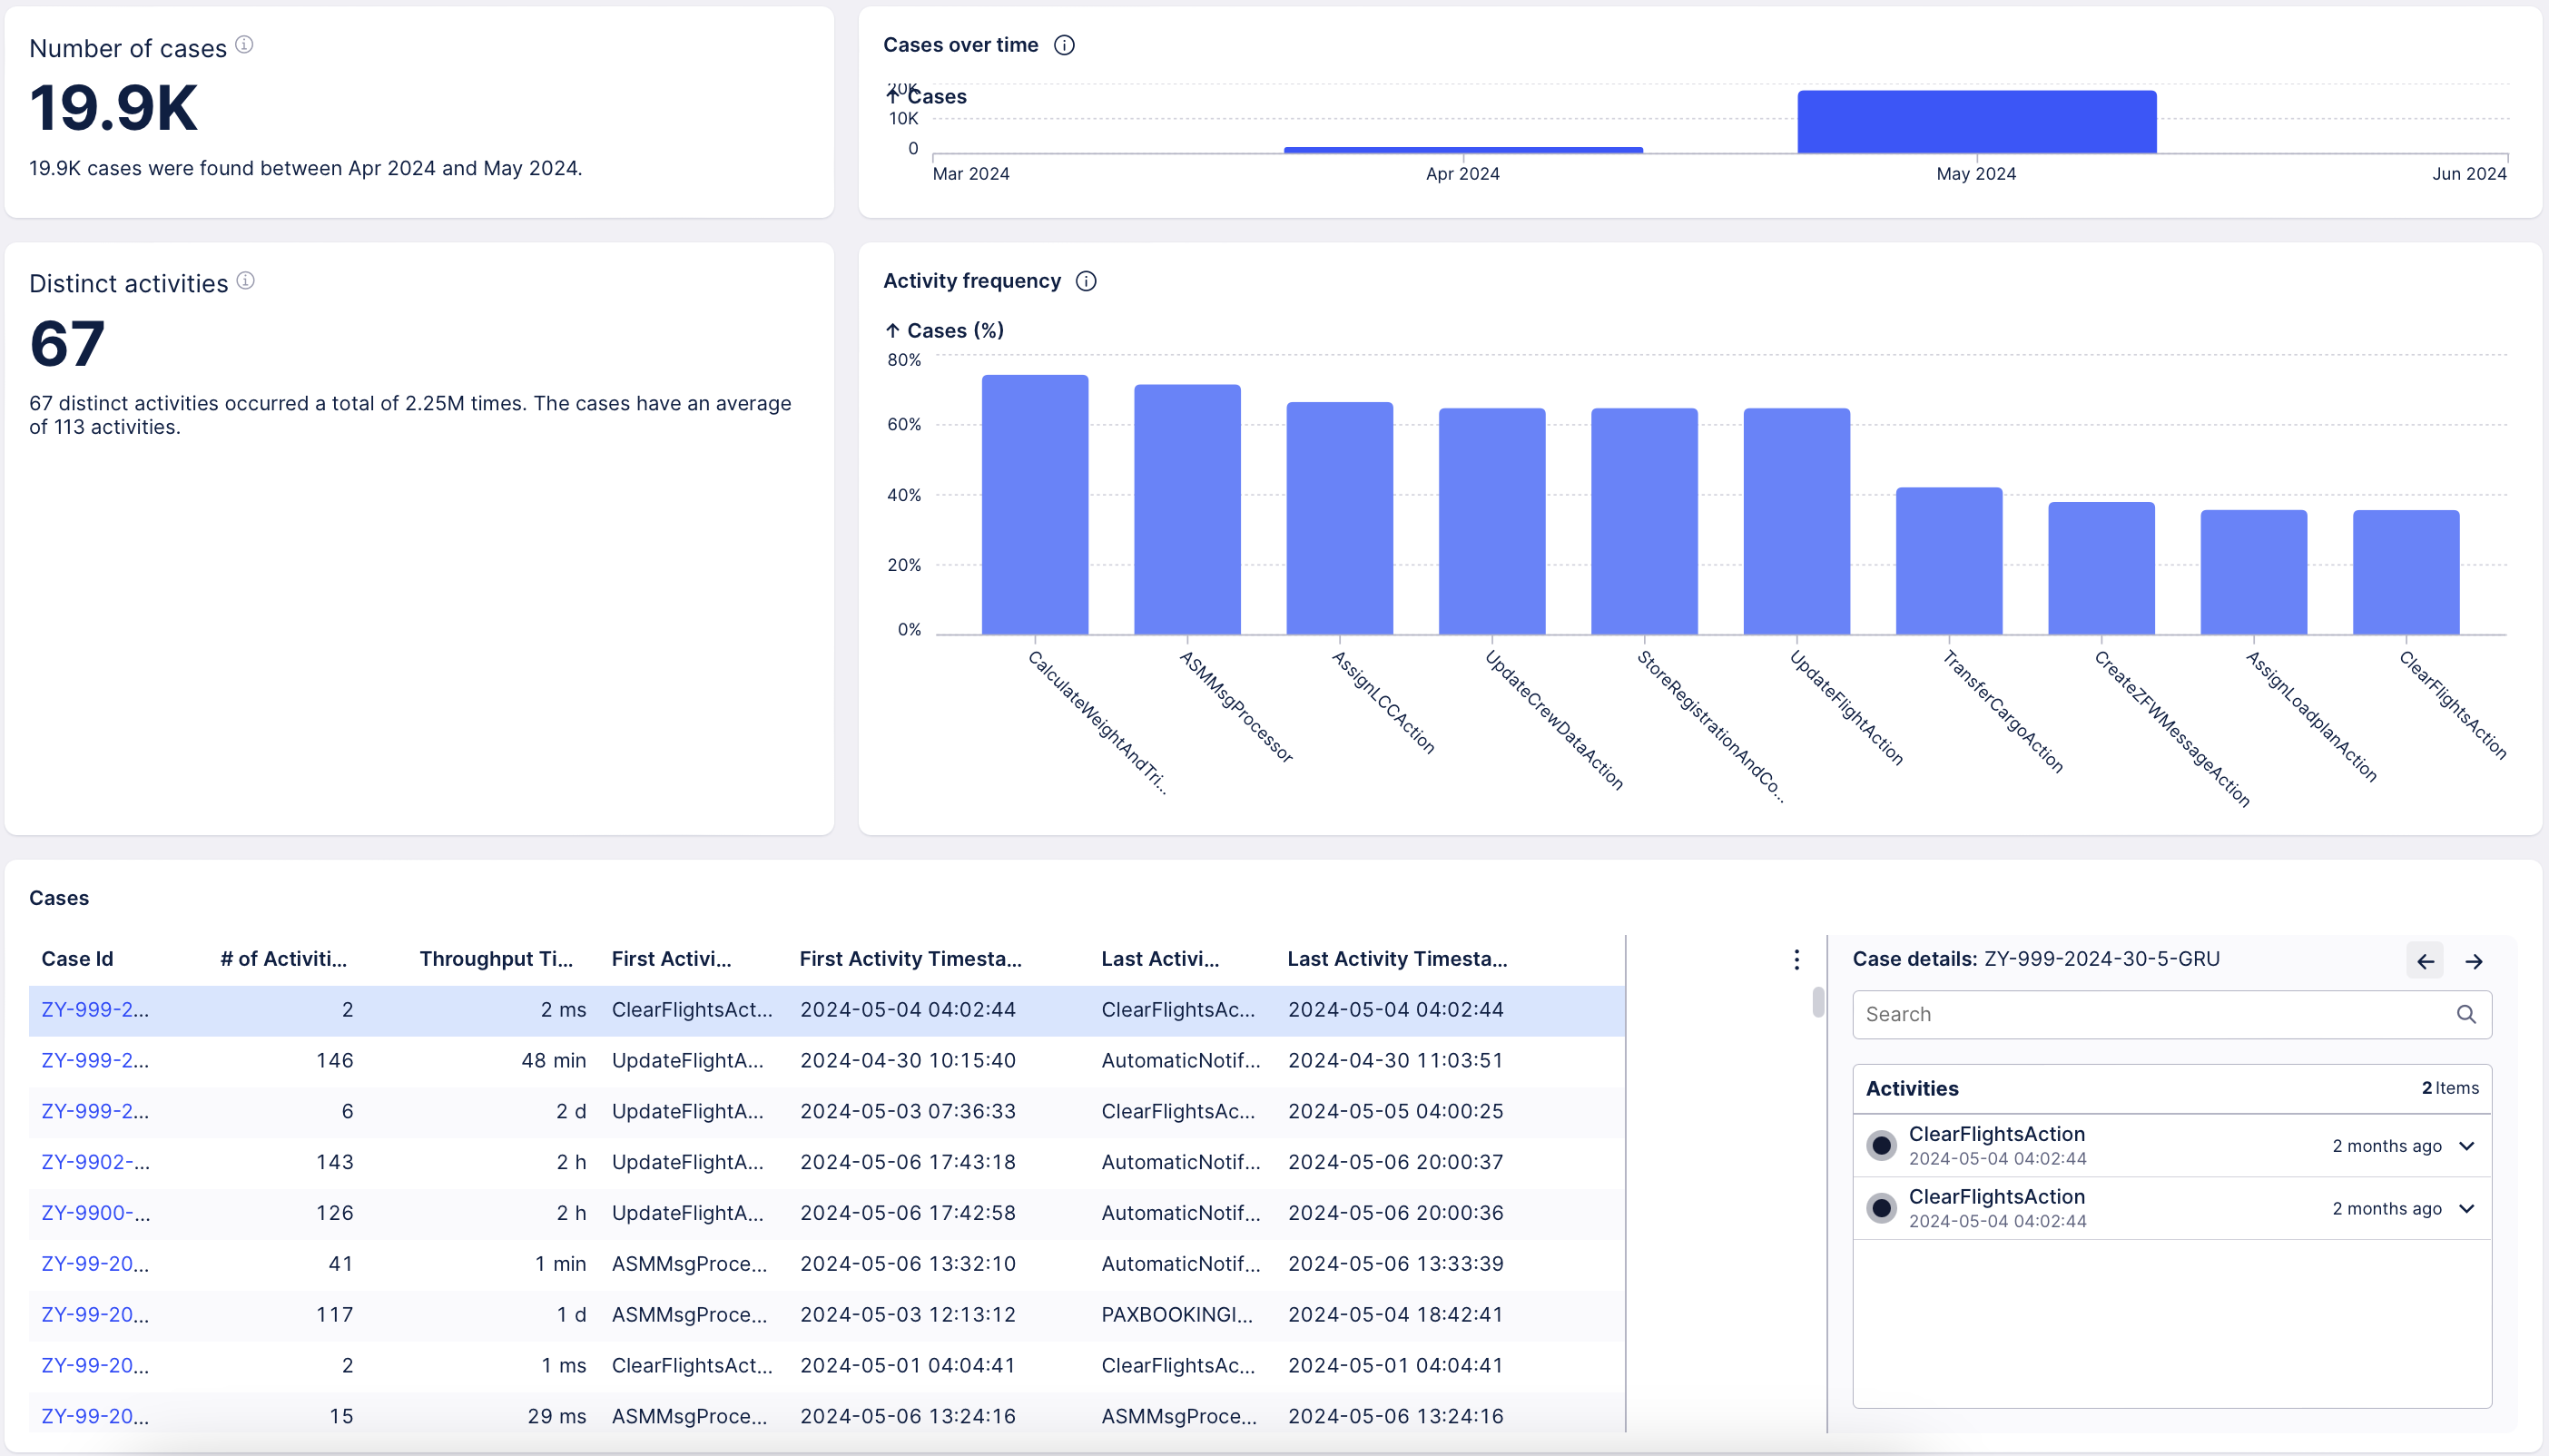 Number of cases
19.9K
19.9K cases were found between Apr 2024 and May 2024.
Cases over time
20K
↑ Cases
10K
0
Mar 2024 Apr 2024 May 2024 Jun 2024
Distinct activities
67
67 distinct activities occurred a total of 2.25M times. The cases have an average
of 113 activities.
Activity frequency
↑ Cases (%)
80%
60%
40%
20%
0%
CalculateWeightAndTri...
ASMMsgProcessor
AssignLCCAction
UpdateCrewDataAction
StoreRegistrationAndCo...
UpdateFlightAction
TransferCargoAction
CreateZFWMessageAction
AssignLoadplanAction
ClearFlightsAction
Cases
Case Id # of Activiti... Throughput Ti... First Activi... First Activity Timesta... Last Activi... Last Activity Timesta...
ZY-999-2... 2 2 ms ClearFlightsAct... 2024-05-04 04:02:44 ClearFlightsAc... 2024-05-04 04:02:44
ZY-999-2... 146 48 min UpdateFlightA... 2024-04-30 10:15:40 AutomaticNotif... 2024-04-30 11:03:51
ZY-999-2... 6 2 d UpdateFlightA... 2024-05-03 07:36:33 ClearFlightsAc... 2024-05-05 04:00:25
ZY-9902-... 143 2 h UpdateFlightA... 2024-05-06 17:43:18 AutomaticNotif... 2024-05-06 20:00:37
ZY-9900-... 126 2 h UpdateFlightA... 2024-05-06 17:42:58 AutomaticNotif... 2024-05-06 20:00:36
ZY-99-20... 41 1 min ASMMsgProce... 2024-05-06 13:32:10 AutomaticNotif... 2024-05-06 13:33:39
ZY-99-20... 117 1 d ASMMsgProce... 2024-05-03 12:13:12 PAXBOOKINGI... 2024-05-04 18:42:41
ZY-99-20... 2 1 ms ClearFlightsAct... 2024-05-01 04:04:41 ClearFlightsAc... 2024-05-01 04:04:41
ZY-99-20... 15 29 ms ASMMsgProce... 2024-05-06 13:24:16 ASMMsgProce... 2024-05-06 13:24:16
Case details: ZY-999-2024-30-5-GRU
Search
Activities 2 Items
ClearFlightsAction
2024-05-04 04:02:44 2 months ago
ClearFlightsAction
2024-05-04 04:02:44 2 months ago